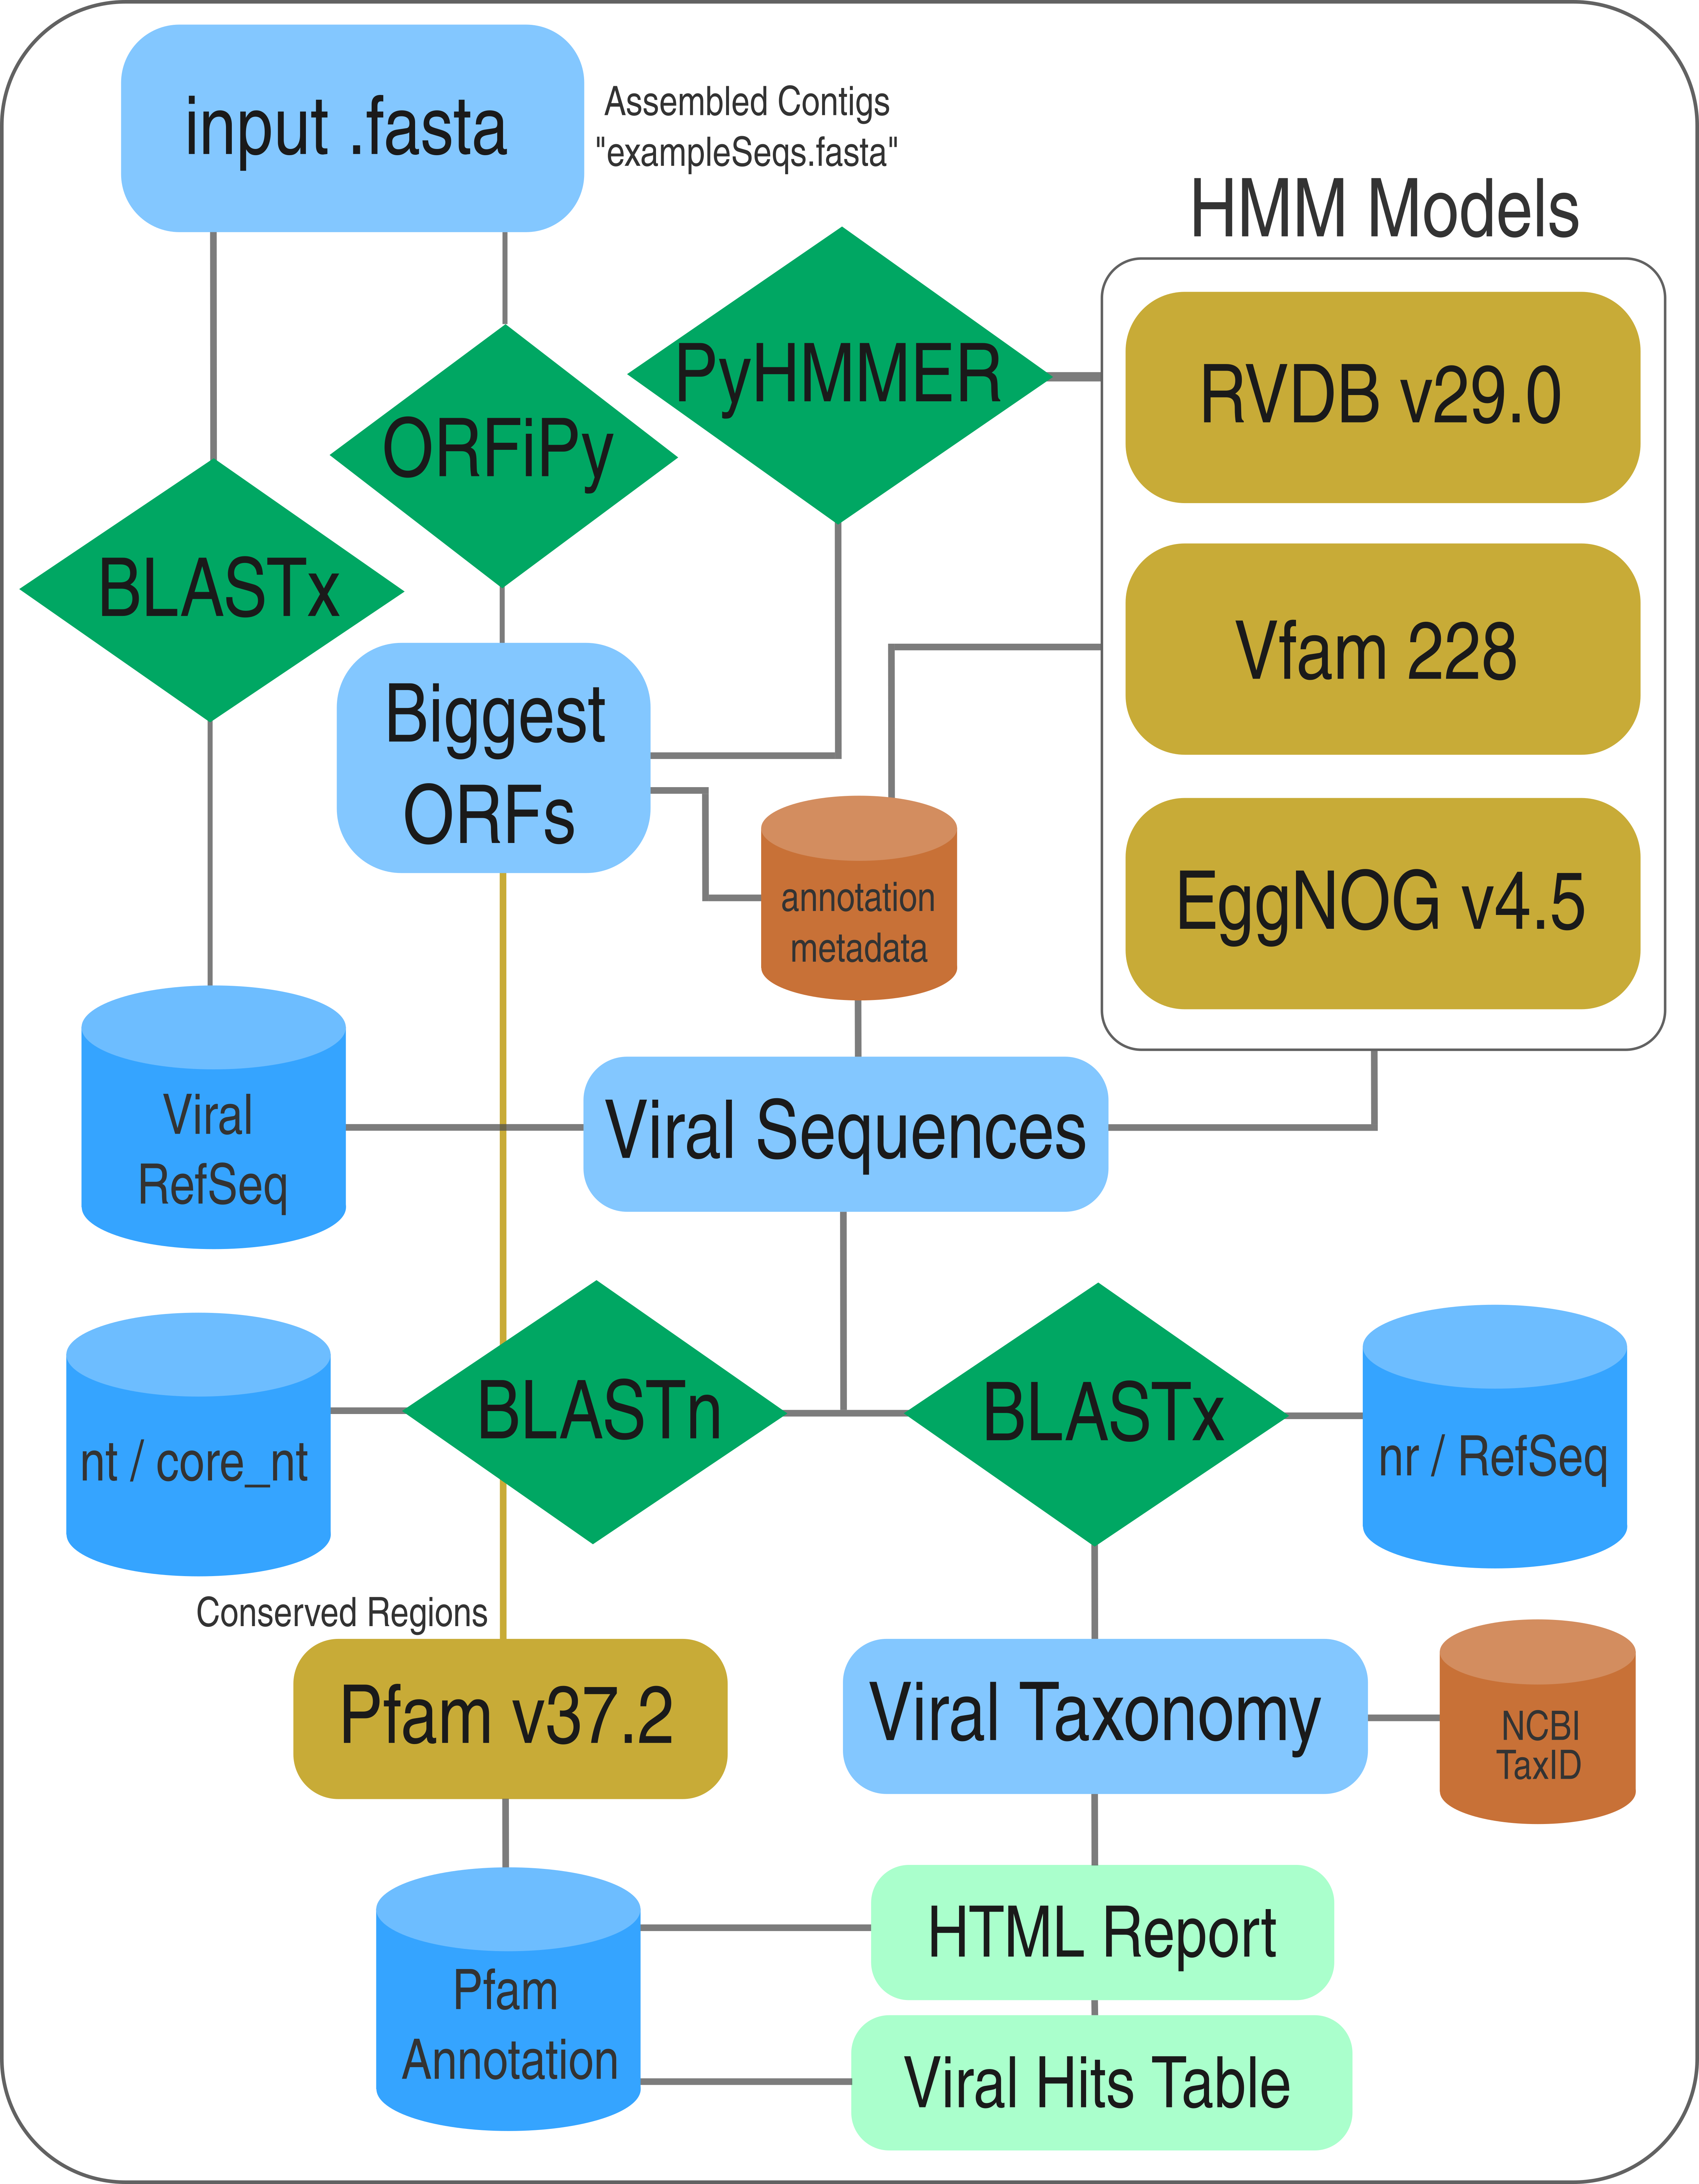 input .fasta
Assembled Contigs
"exampleSeqs.fasta"
HMM Models
PyHMMER
RVDB v29.0
ORFiPy
BLASTx
Vfam 228
Biggest
ORFs
annotation
metadata
EggNOG v4.5
Viral
RefSeq
Viral Sequences
nt / core_nt
BLASTn
BLASTx
nr / RefSeq
Conserved Regions
Pfam v37.2
Viral Taxonomy
NCBI
TaxID
HTML Report
Pfam
Annotation
Viral Hits Table